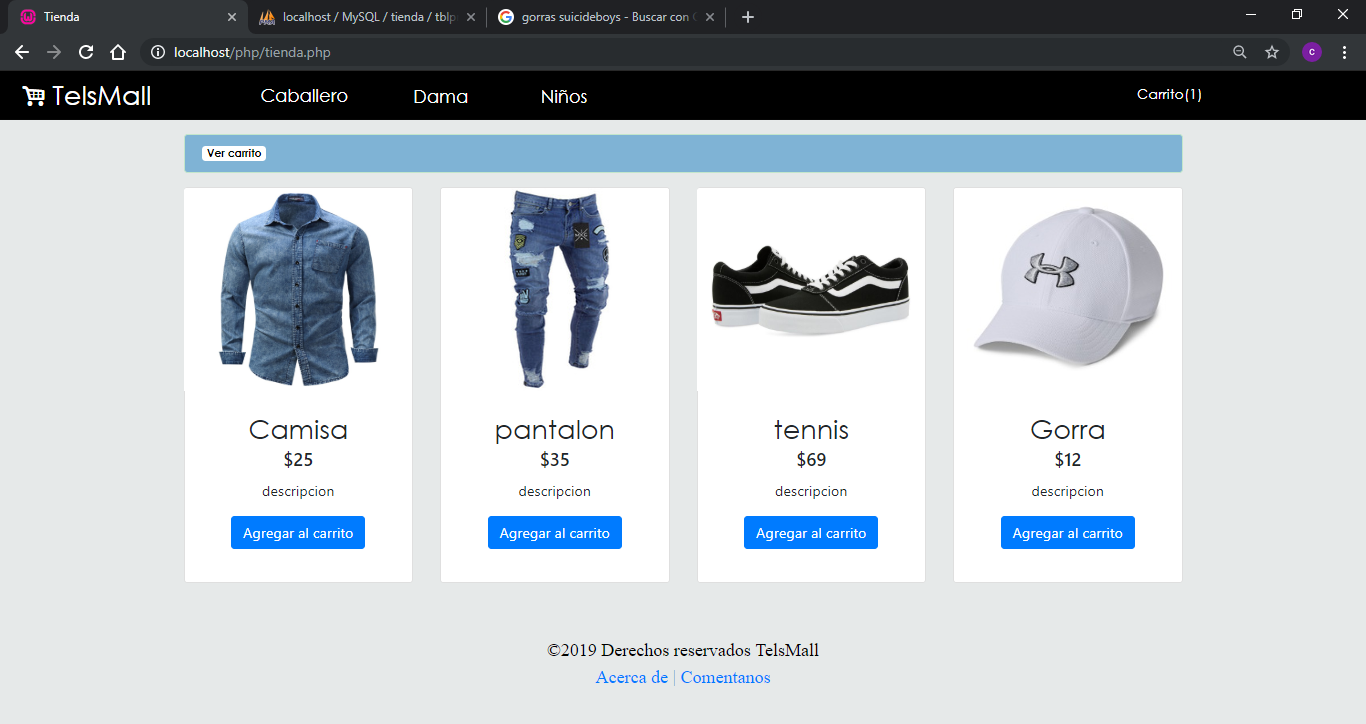 Tienda
localhost / MySQL / tienda / tblp
gorras suicideboys - Buscar con
localhost/php/tienda.php
c
TelsMall
Caballero
Dama
Niños
Carrito(1)
Ver carrito
Camisa
$25
descripcion
Agregar al carrito
pantalon
$35
descripcion
Agregar al carrito
tennis
$69
descripcion
Agregar al carrito
Gorra
$12
descripcion
Agregar al carrito
©2019 Derechos reservados TelsMall
Acerca de | Comentanos